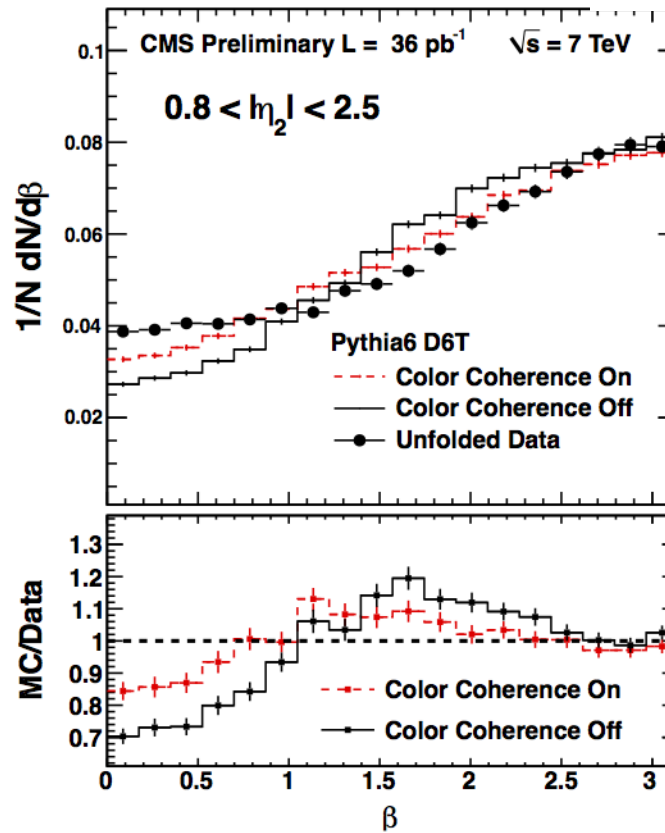 CMS Preliminary L = 36 pb⁻¹ √s = 7 TeV
0.8 < |η₂| < 2.5
1/N dN/dβ
0.1
0.08
0.06
0.04
0.02
Pythia6 D6T
Color Coherence On
Color Coherence Off
Unfolded Data
MC/Data
1.3
1.2
1.1
1
0.9
0.8
0.7
Color Coherence On
Color Coherence Off
0 0.5 1 1.5 2 2.5 3
β